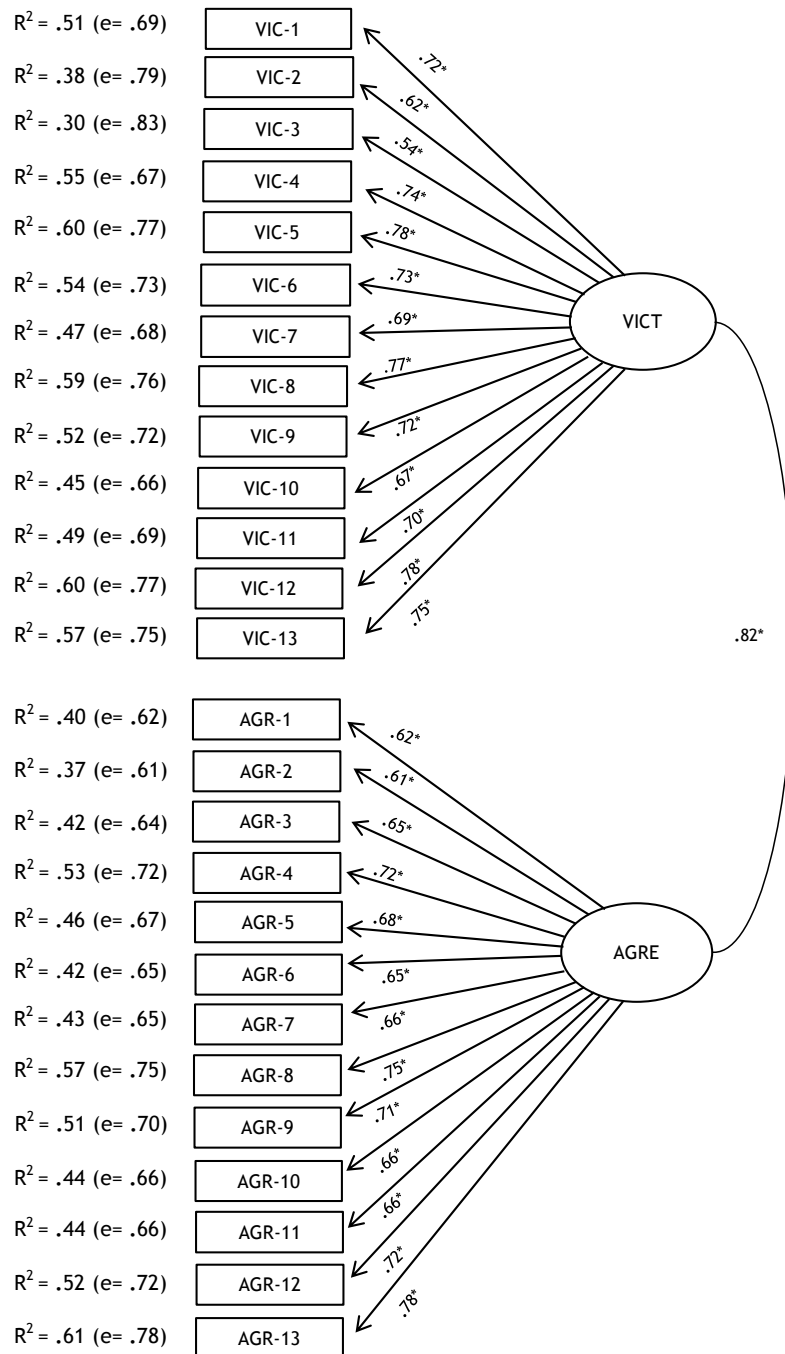 R² = .51 (e= .69) VIC-1 .72*
R² = .38 (e= .79) VIC-2 .62*
R² = .30 (e= .83) VIC-3 .54*
R² = .55 (e= .67) VIC-4 .74*
R² = .60 (e= .77) VIC-5 .78*
R² = .54 (e= .73) VIC-6 .73*
VICT
R² = .47 (e= .68) VIC-7 .69*
R² = .59 (e= .76) VIC-8 .77*
R² = .52 (e= .72) VIC-9 .72*
R² = .45 (e= .66) VIC-10 .67*
R² = .49 (e= .69) VIC-11 .70*
R² = .60 (e= .77) VIC-12 .78*
R² = .57 (e= .75) VIC-13 .75*
.82*
R² = .40 (e= .62) AGR-1 .62*
R² = .37 (e= .61) AGR-2 .61*
R² = .42 (e= .64) AGR-3 .65*
R² = .53 (e= .72) AGR-4 .72*
R² = .46 (e= .67) AGR-5 .68*
AGRE
R² = .42 (e= .65) AGR-6 .65*
R² = .43 (e= .65) AGR-7 .66*
R² = .57 (e= .75) AGR-8 .75*
R² = .51 (e= .70) AGR-9 .71*
R² = .44 (e= .66) AGR-10 .66*
R² = .44 (e= .66) AGR-11 .66*
R² = .52 (e= .72) AGR-12 .72*
R² = .61 (e= .78) AGR-13 .78*